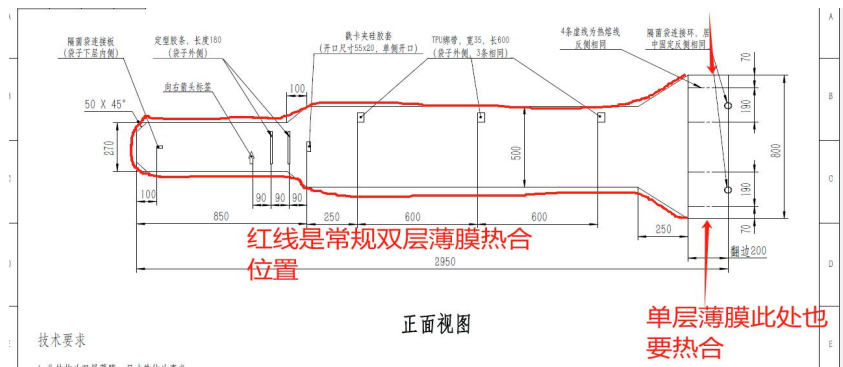 A
A
B
B
C
C
D
D
E
E
隔菌袋连接板
(袋子下层内侧)
定型胶条，长度180
(袋子外侧)
向右箭头标签
戳卡夹硅胶套
(开口尺寸55x20，单侧开口)
TPU绑带，宽35，长600
(袋子外侧，3条相同)
4条虚线为热熔线
反侧相同
隔菌袋连接环，居
中固定反侧相同
50 X 45°
100
270
100
90
90
90
850
250
600
600
250
500
70
190
800
190
70
翻边200
2950
红线是常规双层薄膜热合
位置
单层薄膜此处也
要热合
正面视图
技术要求